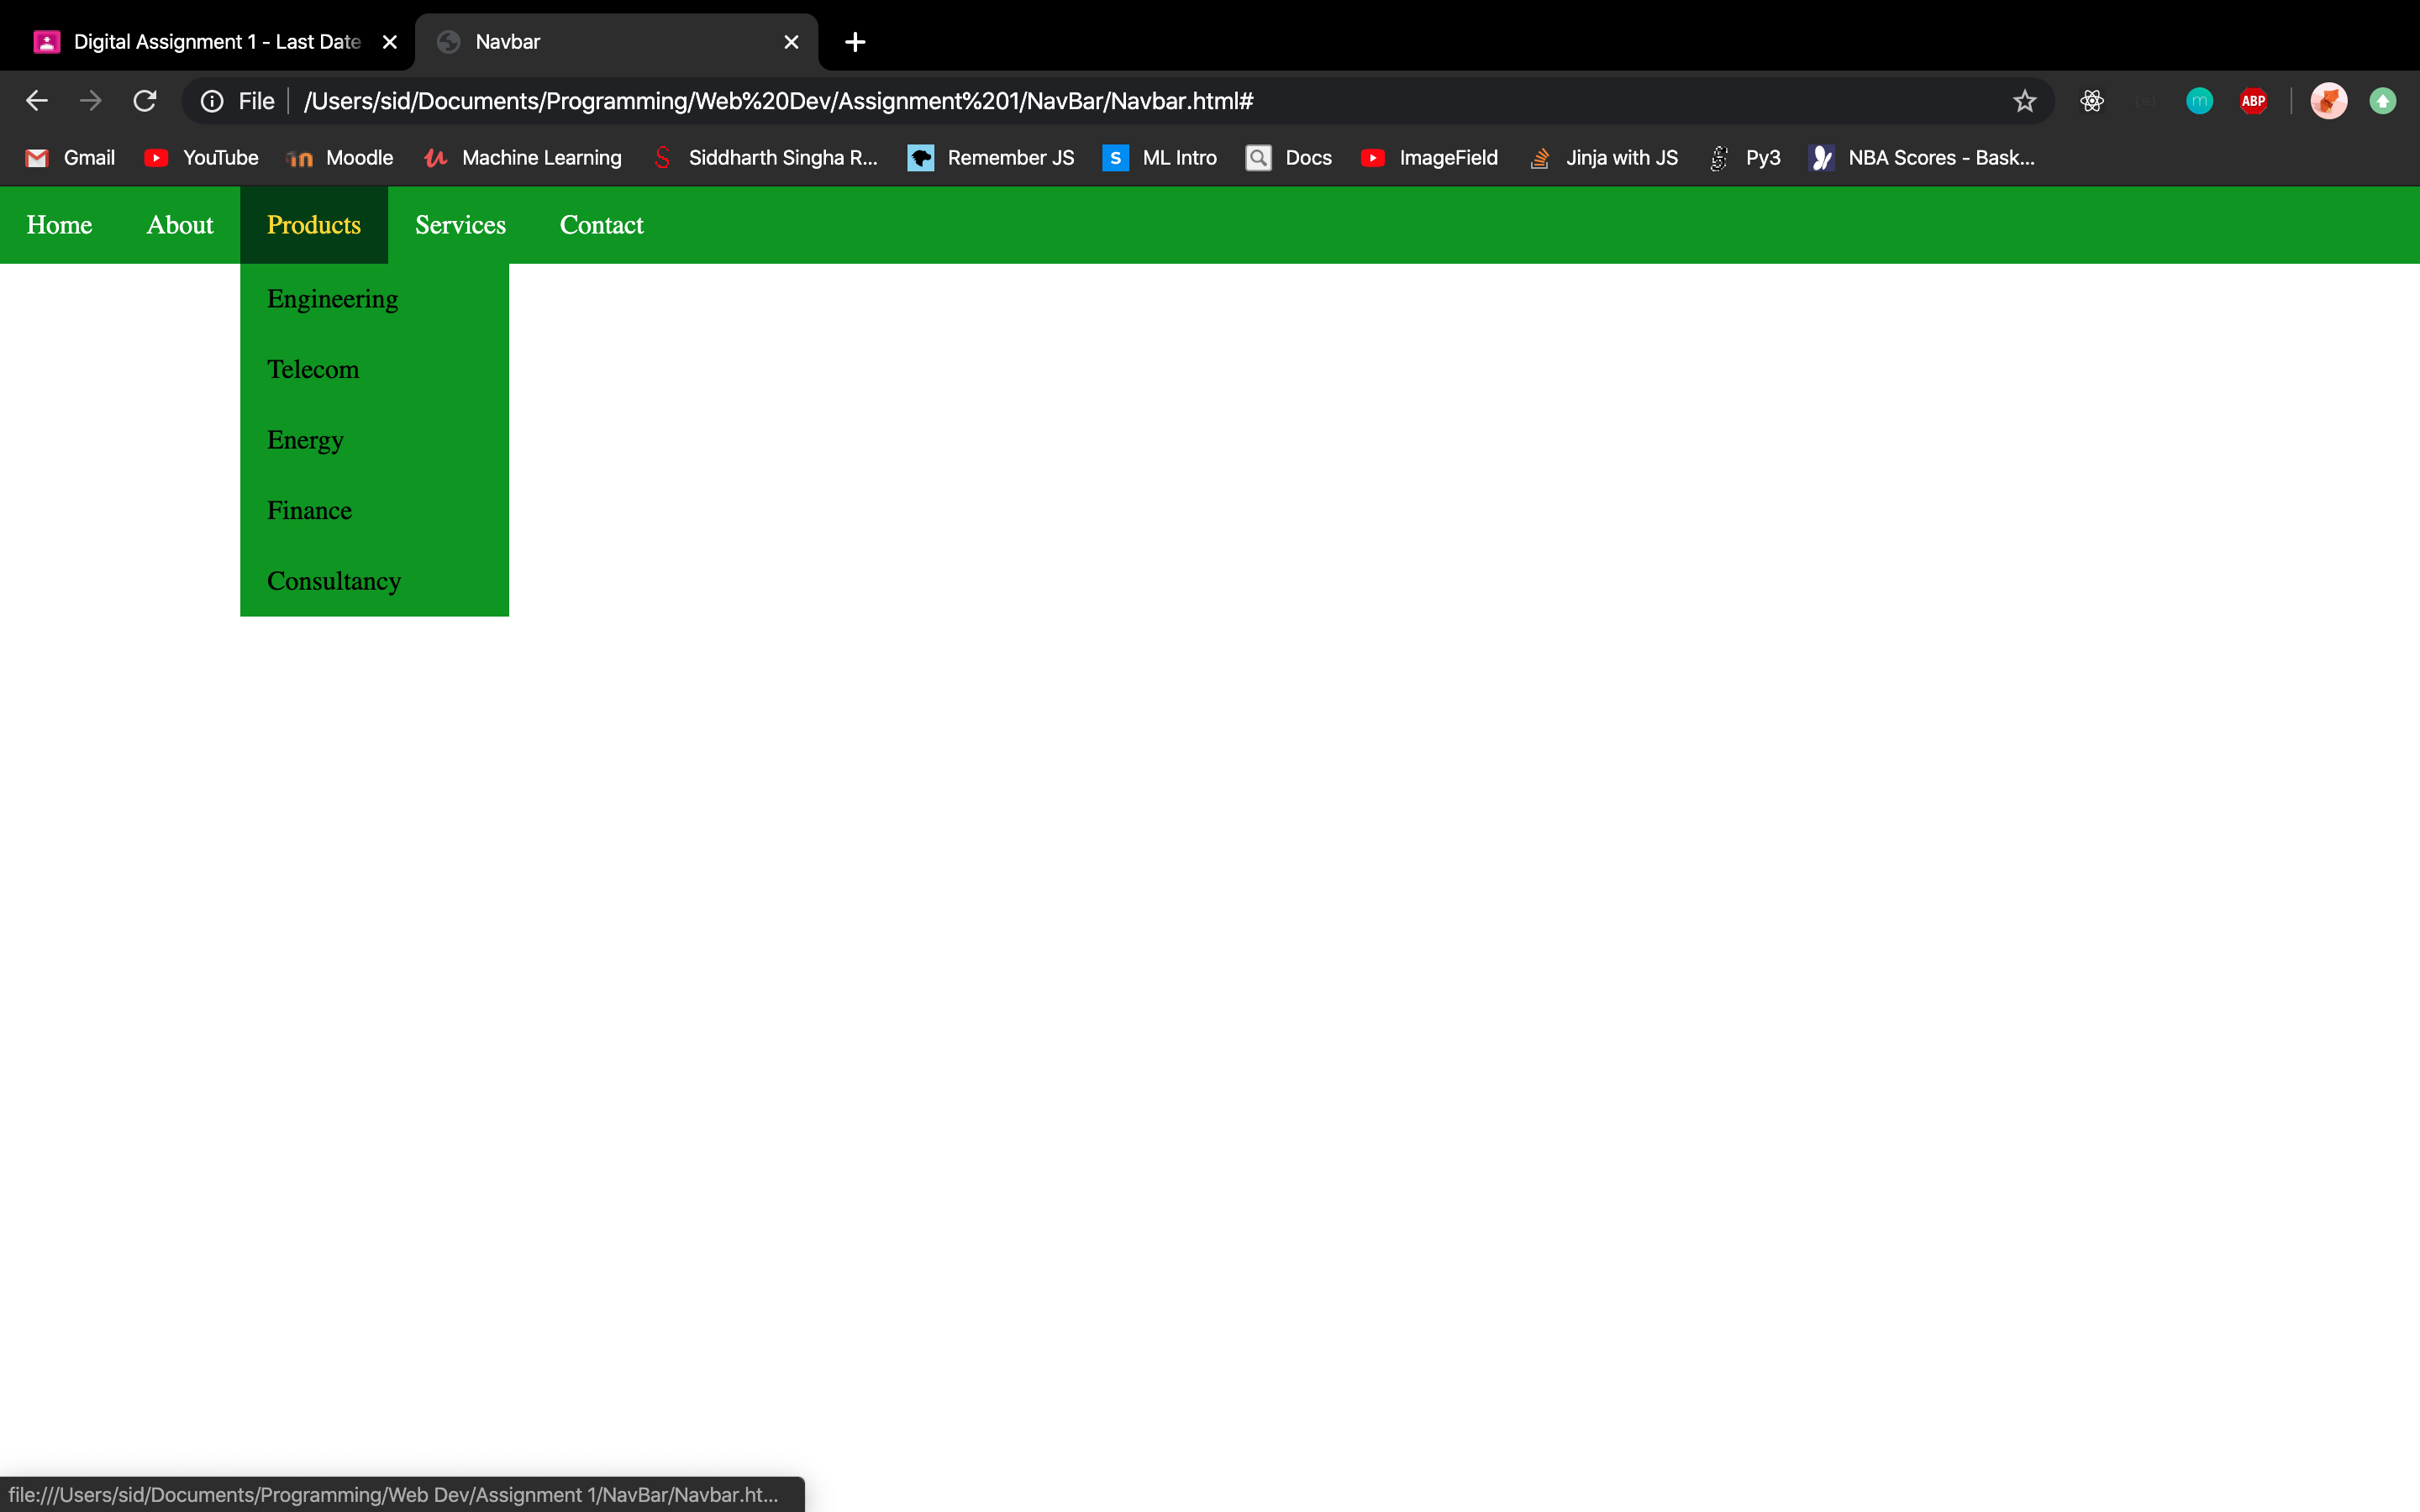 Digital Assignment 1 - Last Date
Navbar
File /Users/sid/Documents/Programming/Web%20Dev/Assignment%201/NavBar/Navbar.html#
m ABP
Gmail YouTube Moodle Machine Learning Siddharth Singha R... Remember JS S ML Intro Docs ImageField Jinja with JS Py3 NBA Scores - Bask...
Home About Products Services Contact
Engineering
Telecom
Energy
Finance
Consultancy
file:///Users/sid/Documents/Programming/Web Dev/Assignment 1/NavBar/Navbar.ht...